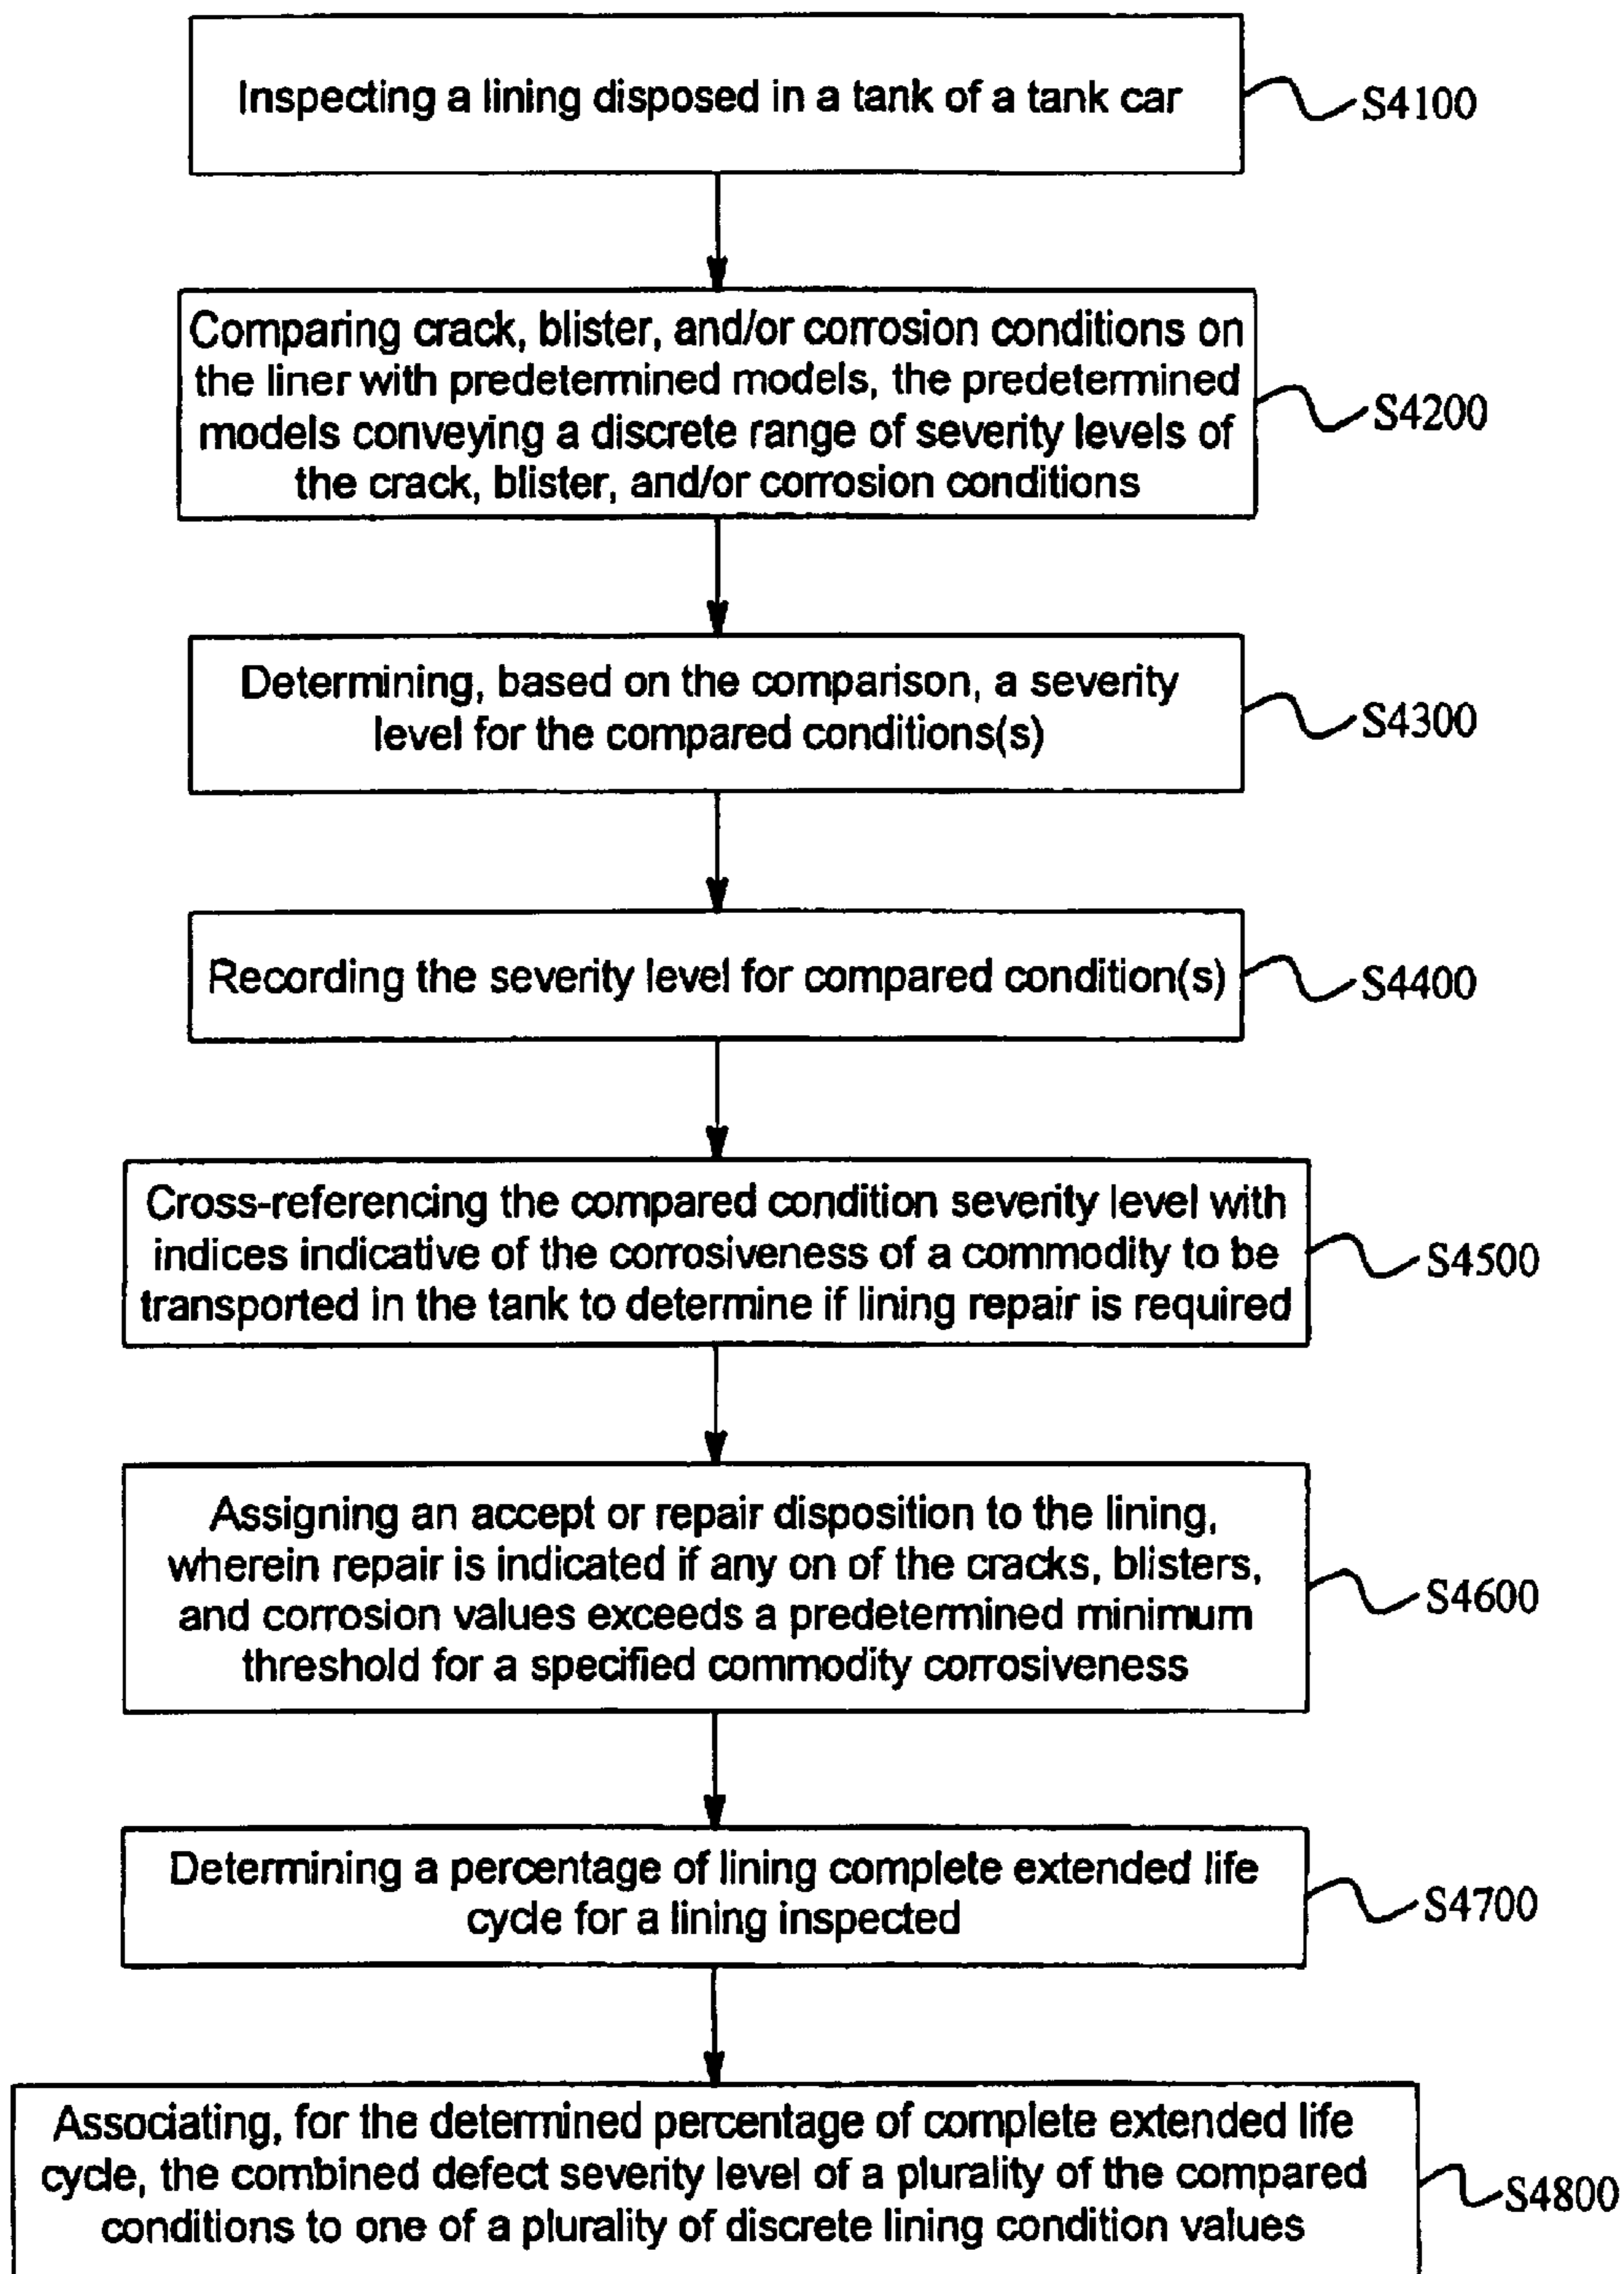 Inspecting a lining disposed in a tank of a tank car
S4100
Comparing crack, blister, and/or corrosion conditions on
the liner with predetermined models, the predetermined
models conveying a discrete range of severity levels of
the crack, blister, and/or corrosion conditions
S4200
Determining, based on the comparison, a severity
level for the compared conditions(s)
S4300
Recording the severity level for compared condition(s)
S4400
Cross-referencing the compared condition severity level with
indices indicative of the corrosiveness of a commodity to be
transported in the tank to determine if lining repair is required
S4500
Assigning an accept or repair disposition to the lining,
wherein repair is indicated if any on of the cracks, blisters,
and corrosion values exceeds a predetermined minimum
threshold for a specified commodity corrosiveness
S4600
Determining a percentage of lining complete extended life
cycle for a lining inspected
S4700
Associating, for the determined percentage of complete extended life
cycle, the combined defect severity level of a plurality of the compared
conditions to one of a plurality of discrete lining condition values
S4800